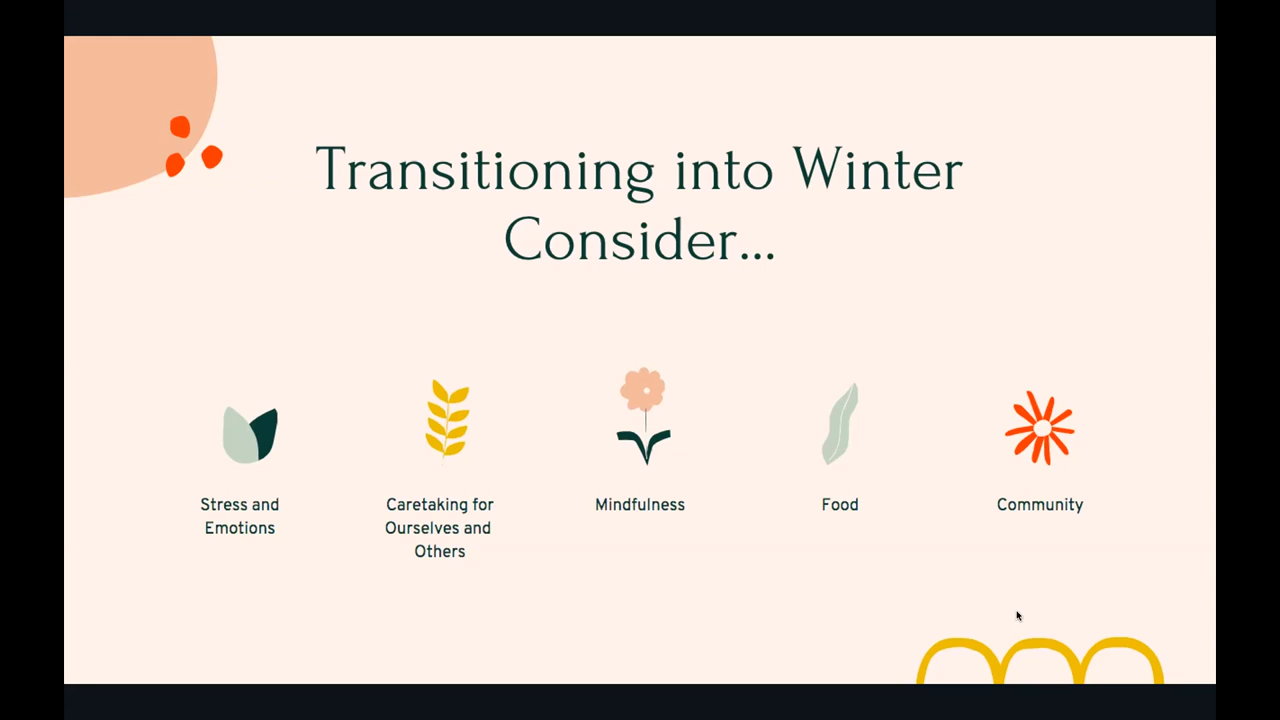 Transitioning into Winter
Consider...
Stress and
Emotions
Caretaking for
Ourselves and
Others
Mindfulness
Food
Community